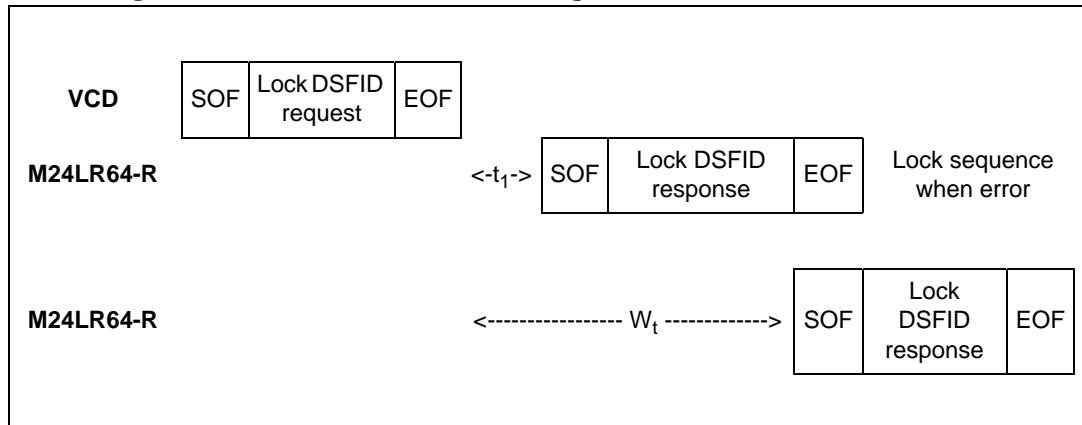 VCD SOF Lock DSFID request EOF
M24LR64-R <-t1-> SOF Lock DSFID response EOF Lock sequence when error
M24LR64-R <----------------- Wt -------------> SOF Lock DSFID response EOF